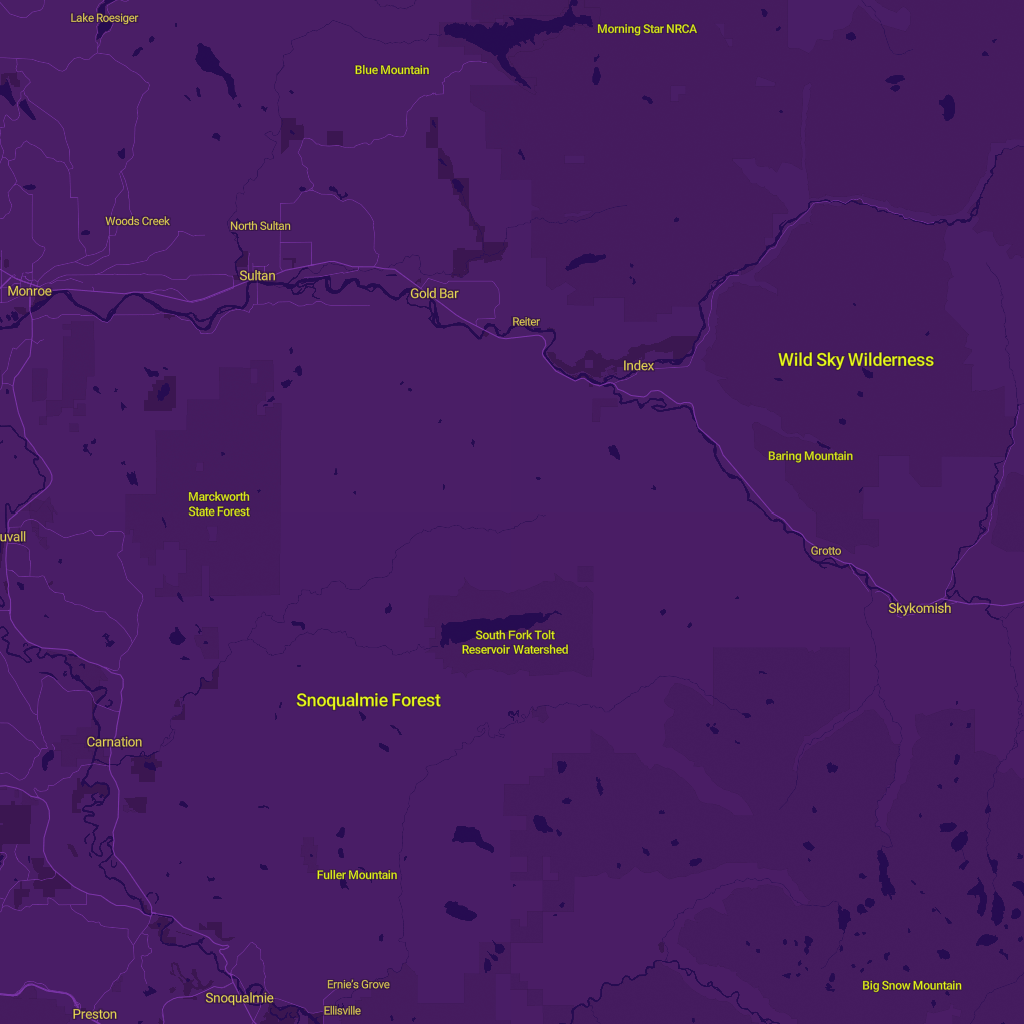 Lake Roesiger
Morning Star NRCA
Blue Mountain
Woods Creek
North Sultan
Sultan
Monroe
Gold Bar
Reiter
Index
Wild Sky Wilderness
Baring Mountain
Marckworth
State Forest
uvall
Grotto
Skykomish
South Fork Tolt
Reservoir Watershed
Snoqualmie Forest
Carnation
Fuller Mountain
Ernie's Grove
Big Snow Mountain
Snoqualmie
Ellisville
Preston